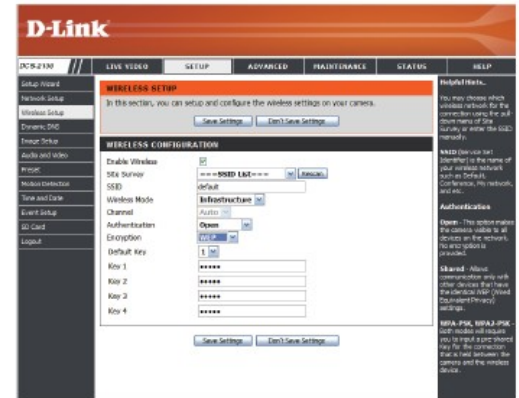 D-Link
DCS-2130
LIVE VIDEO
SETUP
ADVANCED
MAINTENANCE
STATUS
HELP
Setup Wizard
Network Setup
Wireless Setup
Dynamic DNS
Image Setup
Audio and Video
Preset
Motion Detection
Time and Date
Event Setup
SD Card
Logout
WIRELESS SETUP
In this section, you can setup and configure the wireless settings on your camera.
Save Settings Don't Save Settings
WIRELESS CONFIGURATION
Enable Wireless
Site Survey ===SSID List=== Rescan
SSID default
Wireless Mode Infrastructure
Channel Auto
Authentication Open
Encryption WEP
Default Key 1
Key 1 •••••
Key 2 •••••
Key 3 •••••
Key 4 •••••
Save Settings Don't Save Settings
Helpful Hints..
You may choose which
wireless network for the
connection using the pull-
down menu of Site
Survey or enter the SSID
manually.
SSID (Service Set
Identifier) is the name of
your wireless network
such as Default,
Conference, My network,
and etc.
Authentication
Open - This option makes
the camera visible to all
devices on the network.
No encryption is
provided.
Shared - Allows
communication only with
other devices that have
the identical WEP (Wired
Equivalent Privacy)
settings.
WPA-PSK, WPA2-PSK -
Both modes will require
you to input a pre-shared
key for the connection
that is held between the
camera and the wireless
device.